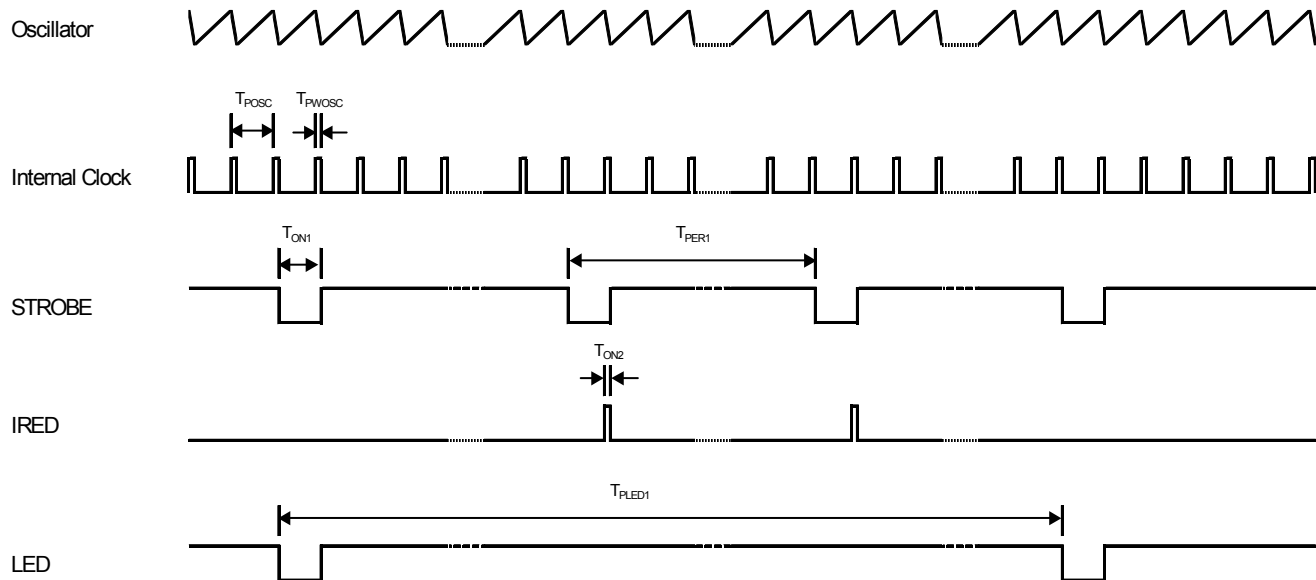 Oscillator
TPOSC TPWOSC
Internal Clock
TON1 TPER1
STROBE
TON2
IRED
TPLED1
LED